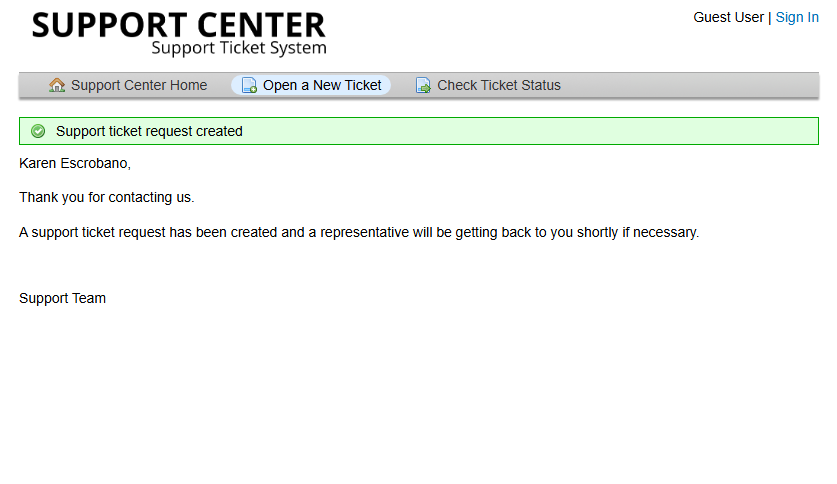 SUPPORT CENTER
Support Ticket System
Guest User | Sign In
Support Center Home
Open a New Ticket
Check Ticket Status
Support ticket request created
Karen Escrobano,
Thank you for contacting us.
A support ticket request has been created and a representative will be getting back to you shortly if necessary.
Support Team